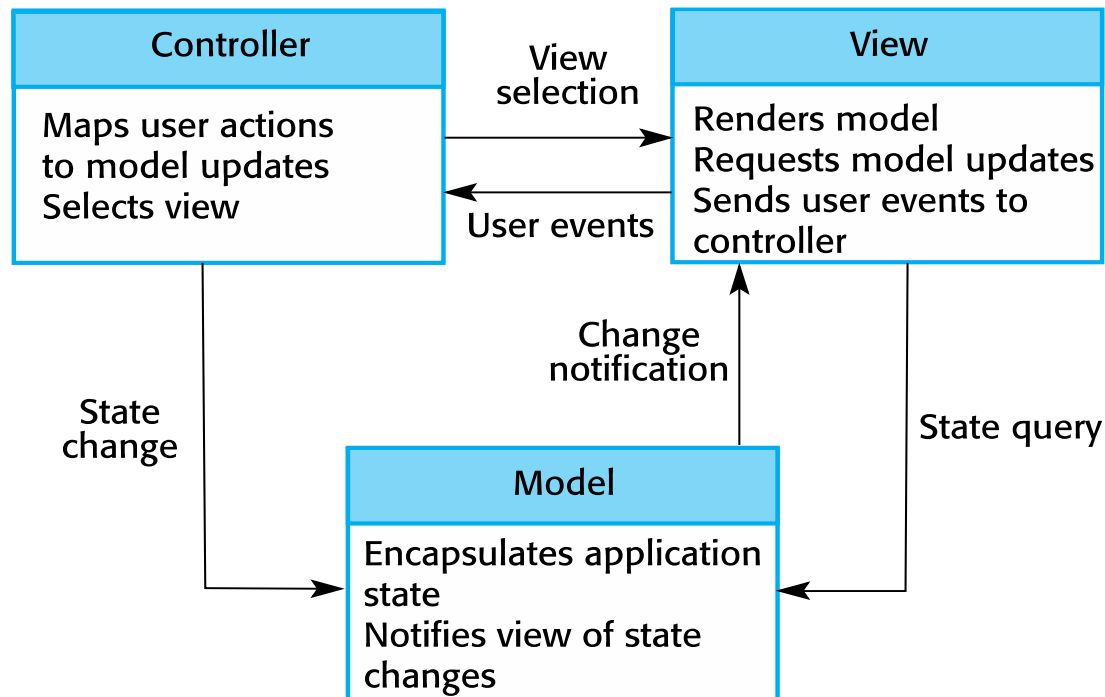 Controller
Maps user actions
to model updates
Selects view
View
selection
User events
View
Renders model
Requests model updates
Sends user events to
controller
State
change
Change
notification
State query
Model
Encapsulates application
state
Notifies view of state
changes